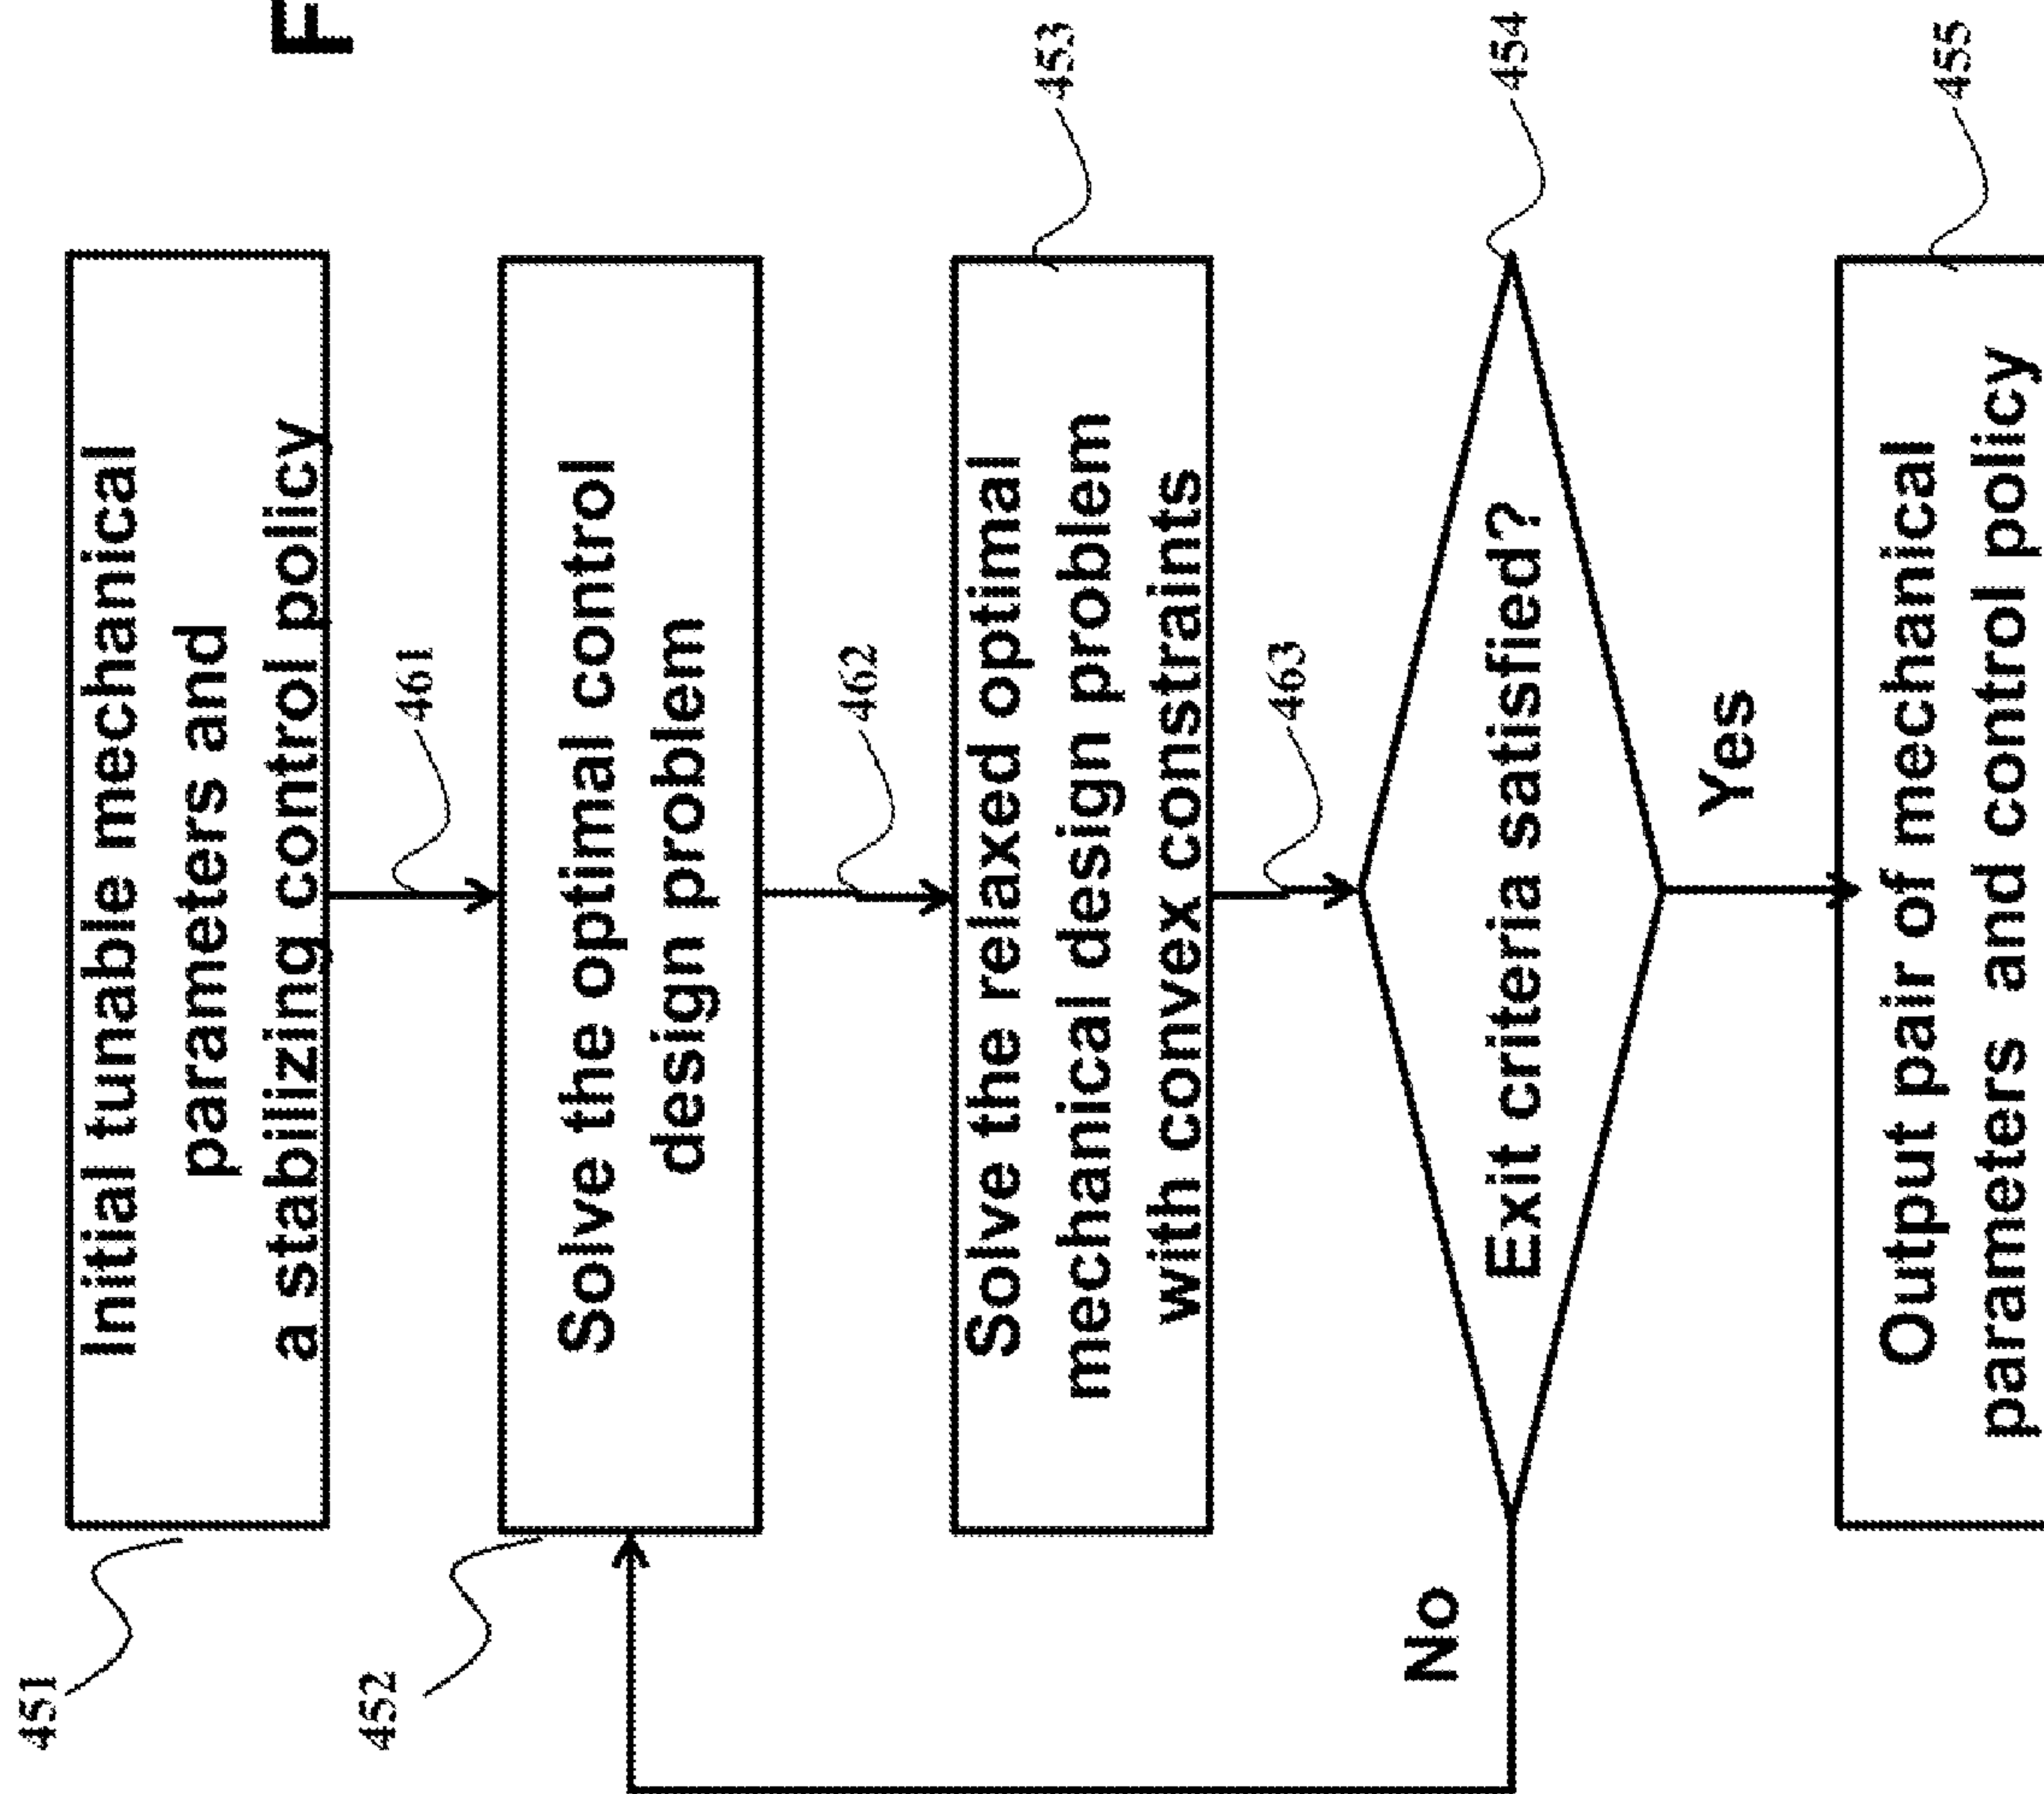 F
451
Initial tunable mechanical
parameters and
a stabilizing control policy
461
452
Solve the optimal control
design problem
462
453
Solve the relaxed optimal
mechanical design problem
with convex constraints
463
454
Exit criteria satisfied?
No
Yes
455
Output pair of mechanical
parameters and control policy